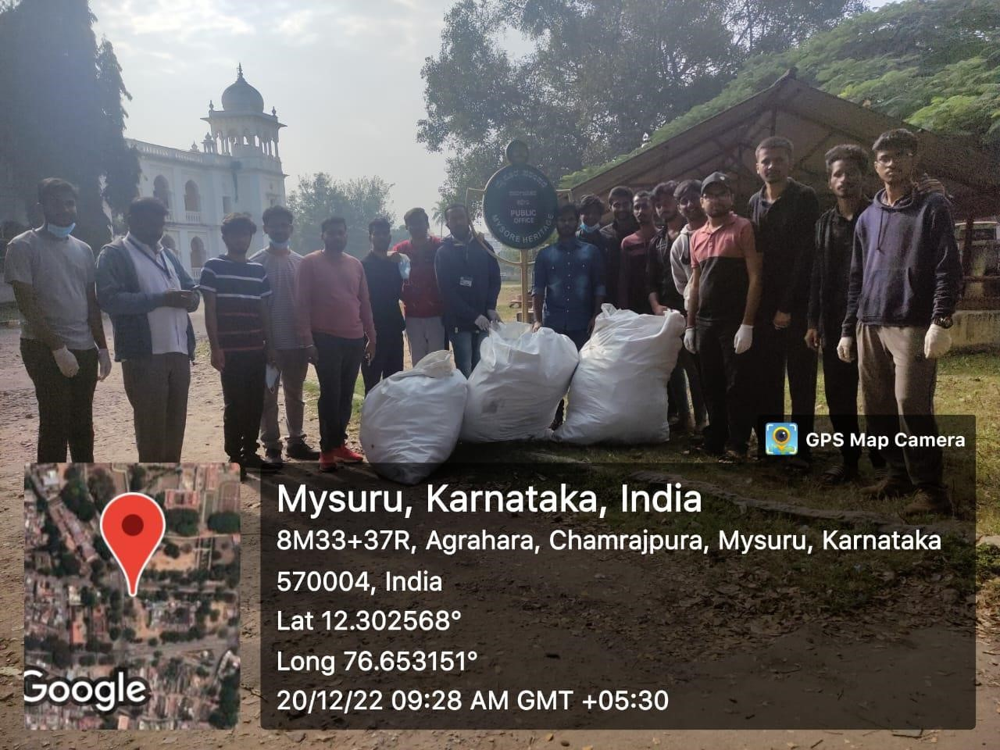 PUBLIC
OFFICE
MYSORE HERITAGE
GPS Map Camera
Mysuru, Karnataka, India
8M33+37R, Agrahara, Chamrajpura, Mysuru, Karnataka
570004, India
Lat 12.302568°
Long 76.653151°
20/12/22 09:28 AM GMT +05:30
Google